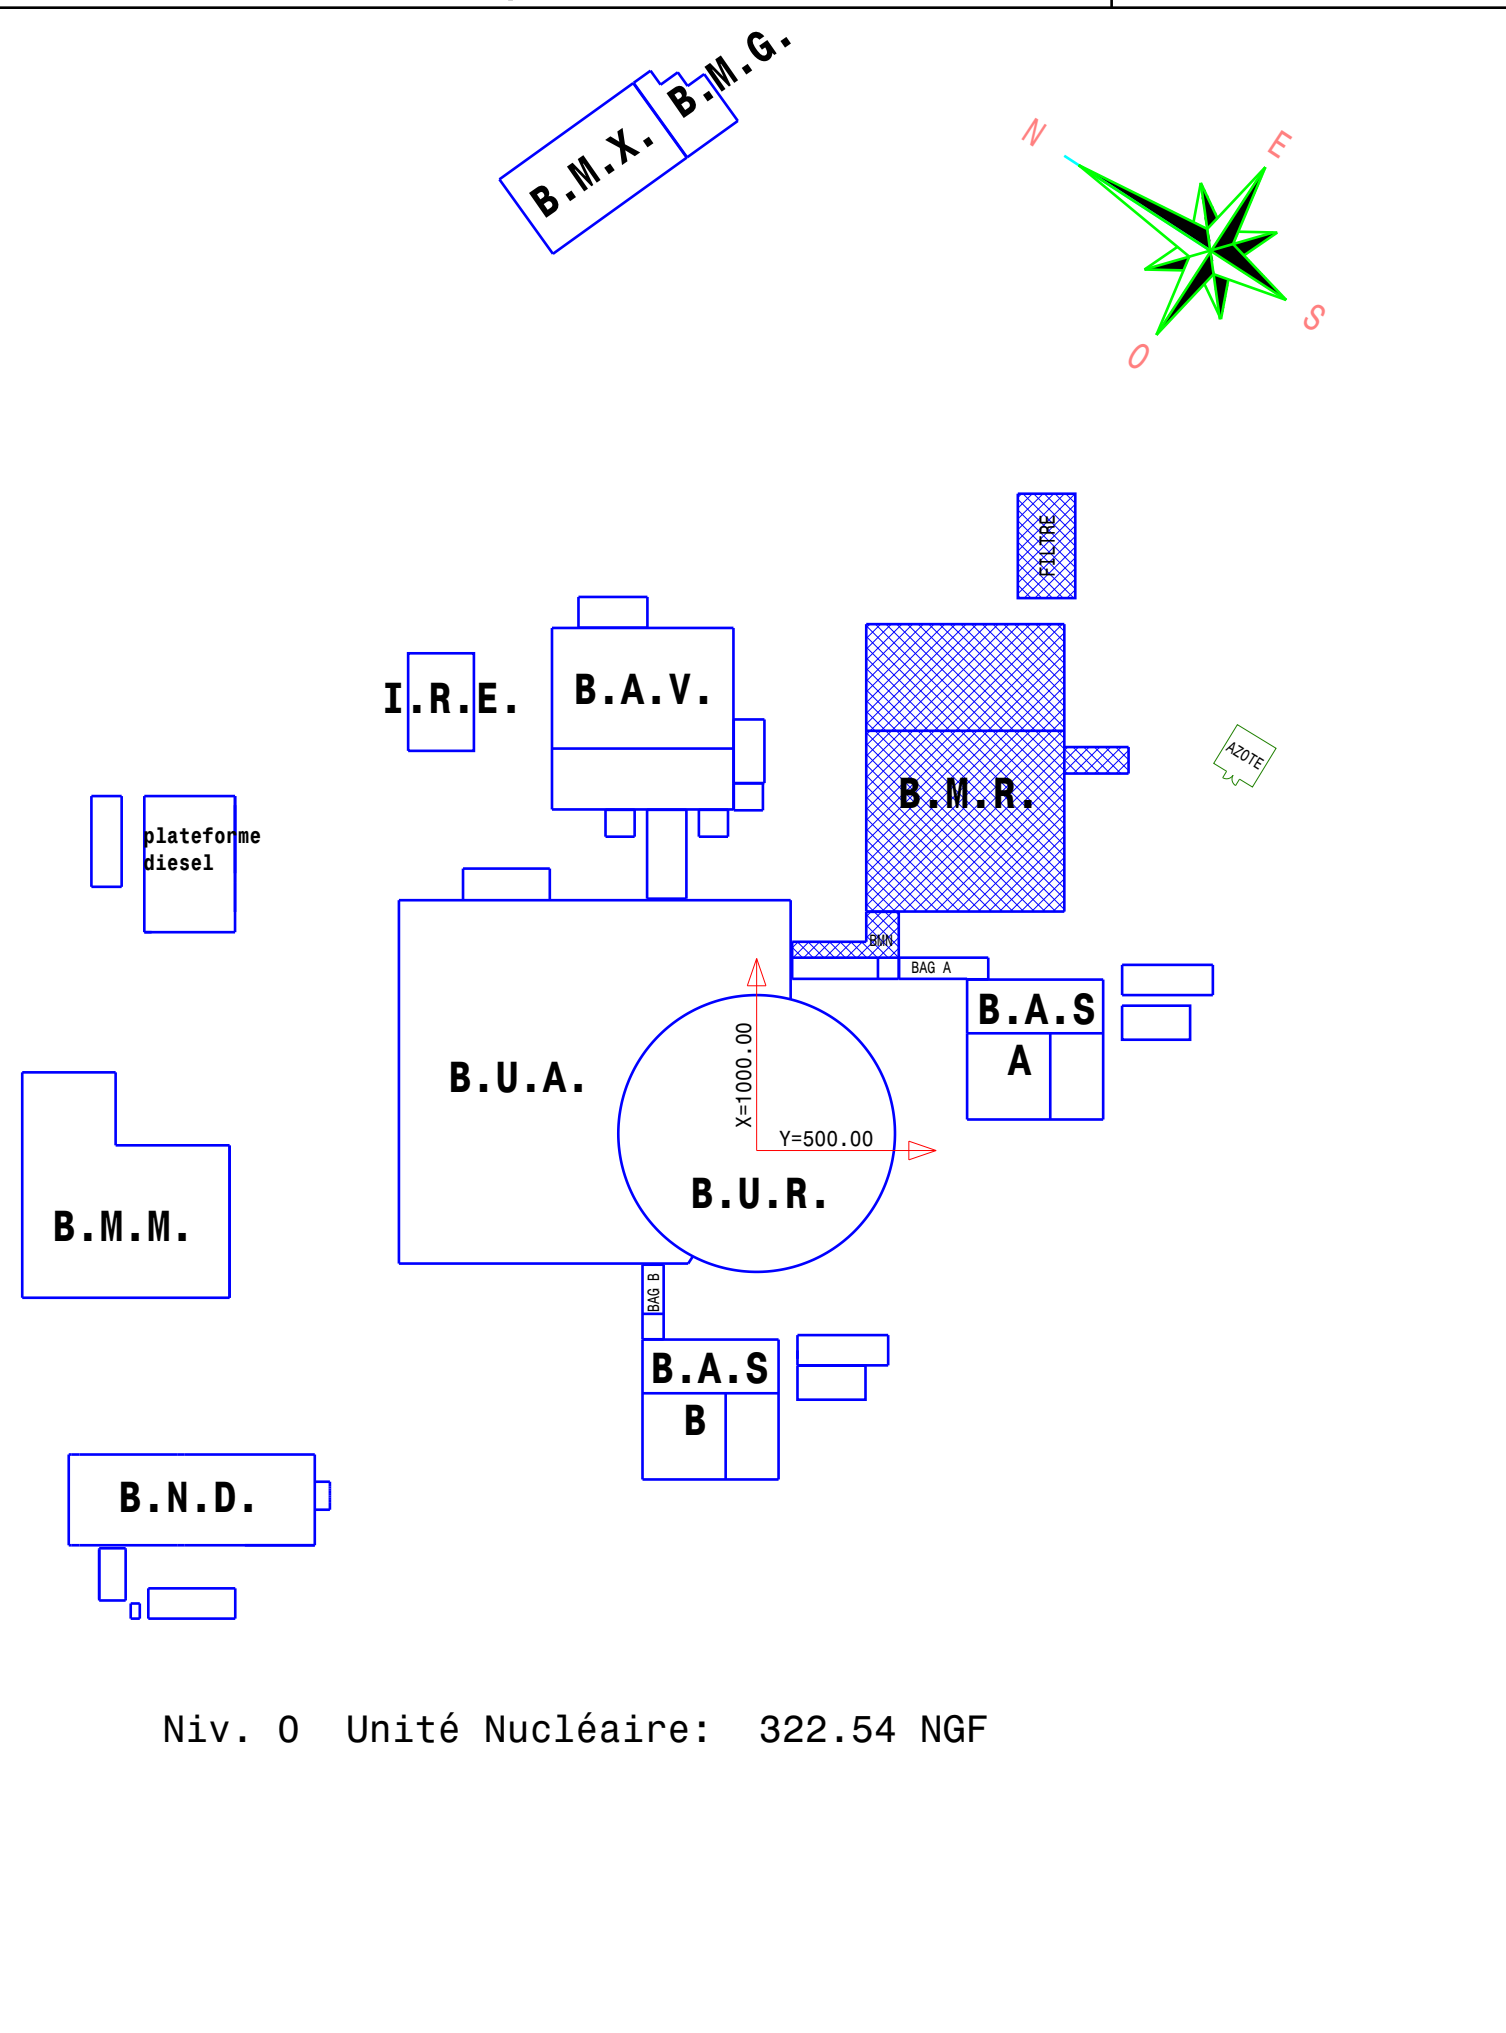 B.M.G.
B.M.X.
N
E
S
O
FILTRE
I.R.E.
B.A.V.
AZOTE
B.M.R.
plateforme
diesel
BMN
BAG A
B.A.S
A
X=1000.00
B.U.A.
Y=500.00
B.U.R.
B.M.M.
BAG B
B.A.S
B
B.N.D.
Niv. 0  Unité Nucléaire:  322.54 NGF